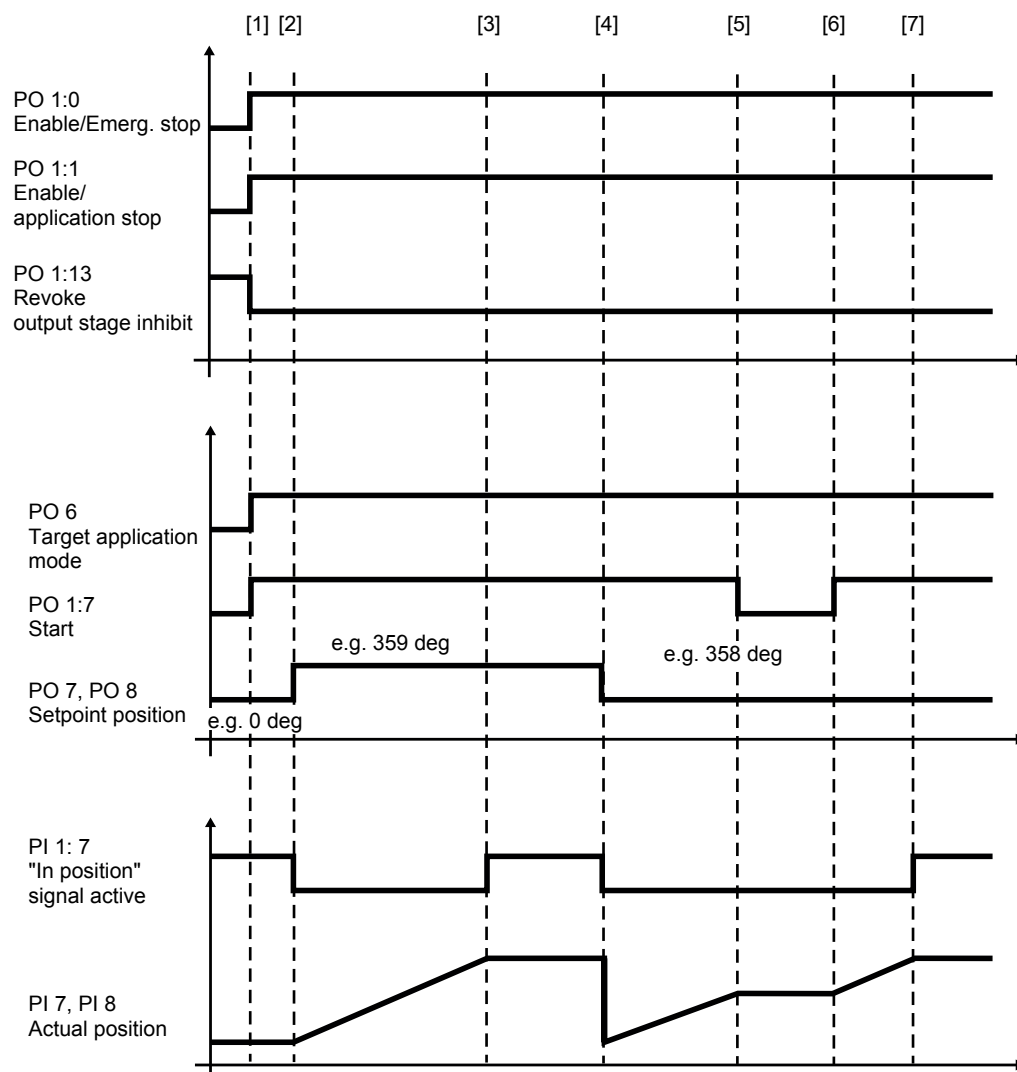 [1] [2] [3] [4] [5] [6] [7]
PO 1:0
Enable/Emerg. stop
PO 1:1
Enable/
application stop
PO 1:13
Revoke
output stage inhibit
PO 6
Target application
mode
PO 1:7
Start
e.g. 359 deg
e.g. 358 deg
PO 7, PO 8
Setpoint position
e.g. 0 deg
PI 1: 7
"In position"
signal active
PI 7, PI 8
Actual position